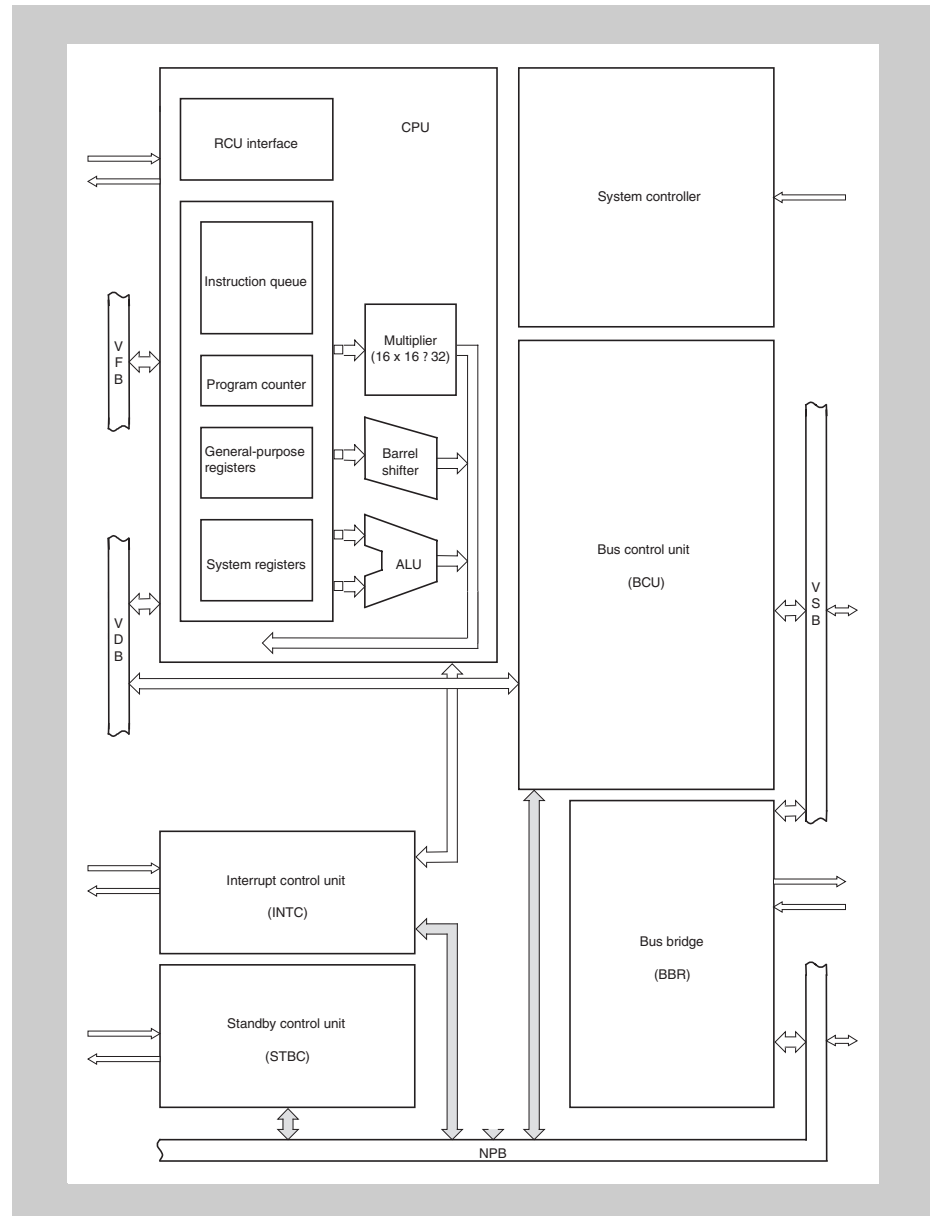 CPU
RCU interface
System controller
Instruction queue
Multiplier
(16 x 16 ? 32)
V
F
B
Program counter
General-purpose
registers
Barrel
shifter
System registers
ALU
Bus control unit
(BCU)
V
S
B
V
D
B
Interrupt control unit
(INTC)
Bus bridge
(BBR)
Standby control unit
(STBC)
NPB